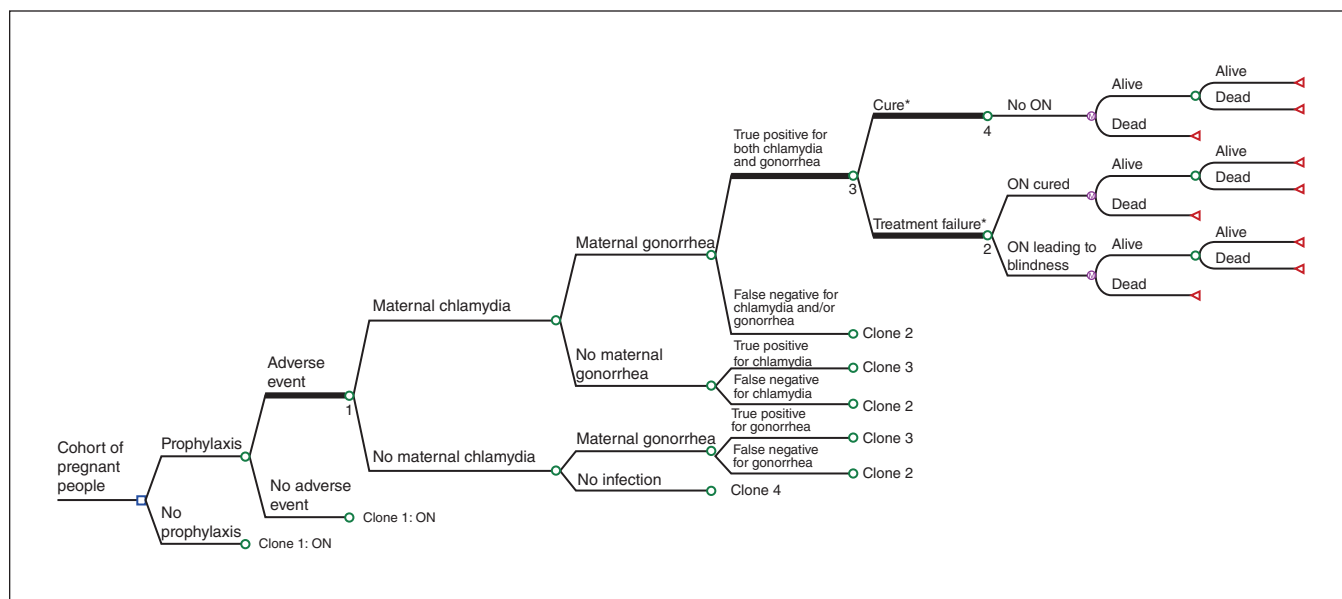 Cohort of
pregnant
people
Prophylaxis
No
prophylaxis
Clone 1: ON
Adverse
event
1
No adverse
event
Clone 1: ON
Maternal chlamydia
No maternal chlamydia
Maternal gonorrhea
No maternal
gonorrhea
Maternal gonorrhea
No infection
Clone 4
True positive for
both chlamydia
and gonorrhea
3
False negative for
chlamydia and/or
gonorrhea
Clone 2
True positive
for chlamydia
Clone 3
False negative
for chlamydia
Clone 2
True positive
for gonorrhea
Clone 3
False negative
for gonorrhea
Clone 2
Cure*
4
No ON
Alive
Alive
Dead
Dead
Treatment failure*
2
ON cured
Alive
Alive
Dead
Dead
ON leading to
blindness
Alive
Alive
Dead
Dead